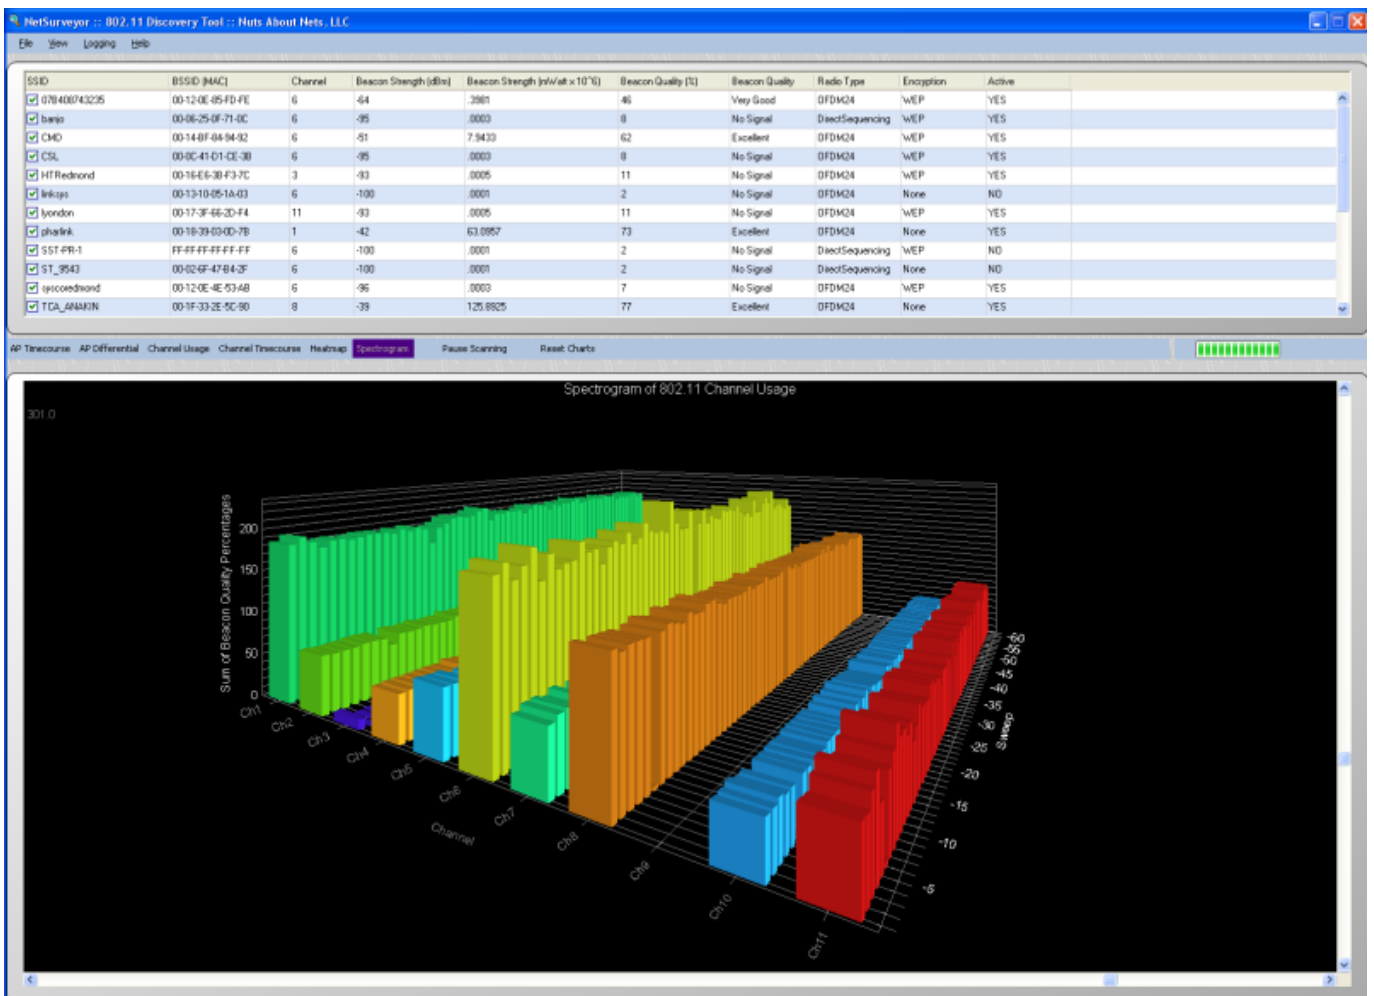 NetSurveyor :: 802.11 Discovery Tool :: Nuts About Nets, LLC
File View Logging Help
SSID BSSID (MAC) Channel Beacon Strength (dBm) Beacon Strength (mWatt x 10^6) Beacon Quality (%) Beacon Quality Radio Type Encryption Active
078408743235 00-12-0E-85-FD-FE 6 -64 .3981 46 Very Good OFDM24 WEP YES
banjo 00-06-25-0F-71-0C 6 -95 .0003 8 No Signal DirectSequencing WEP YES
CMD 00-14-BF-84-94-92 6 -51 7.9433 62 Excellent OFDM24 WEP YES
CSL 00-0C-41-D1-CE-3B 6 -95 .0003 8 No Signal OFDM24 WEP YES
HTRedmond 00-16-E6-3B-F3-7C 3 -93 .0005 11 No Signal OFDM24 WEP YES
linksys 00-13-10-05-1A-03 6 -100 .0001 2 No Signal OFDM24 None NO
lyondon 00-17-3F-66-2D-F4 11 -93 .0005 11 No Signal OFDM24 WEP YES
pharlink 00-18-39-03-0D-7B 1 -42 63.0957 73 Excellent OFDM24 None YES
SST-PR-1 FF-FF-FF-FF-FF-FF 6 -100 .0001 2 No Signal DirectSequencing WEP NO
ST_9543 00-02-6F-47-B4-2F 6 -100 .0001 2 No Signal DirectSequencing None NO
syscoredmond 00-12-0E-4E-53-AB 6 -96 .0003 7 No Signal OFDM24 WEP YES
TCA_ANAKIN 00-1F-33-2E-5C-90 8 -39 125.8925 77 Excellent OFDM24 None YES
AP Timecourse AP Differential Channel Usage Channel Timecourse Heatmap Spectrogram Pause Scanning Reset Charts
Spectrogram of 802.11 Channel Usage
301.0
Sum of Beacon Quality Percentages
200
150
100
50
0
Ch1
Ch2
Ch3
Ch4
Ch5
Ch6
Ch7
Ch8
Ch9
Ch10
Ch11
Channel
-60
-55
-50
-45
-40
-35
-30
-25
-20
-15
-10
-5
Sweep